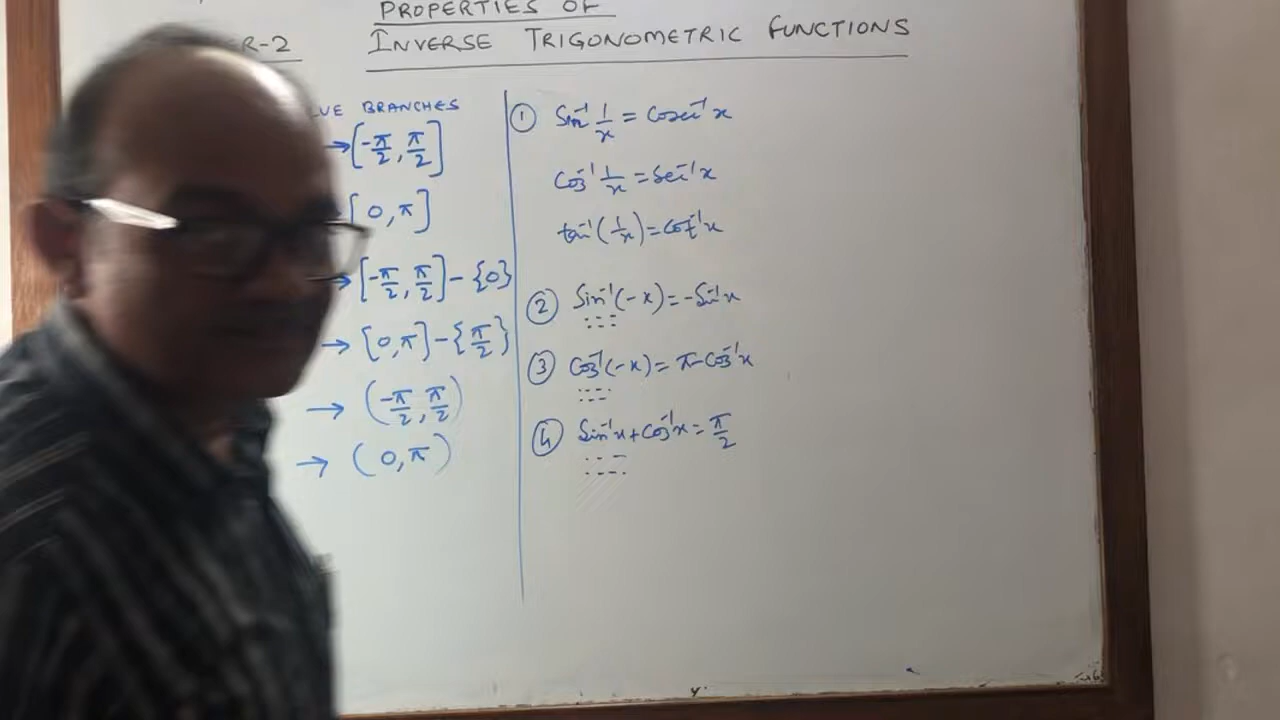 PROPERTIES OF
R-2 INVERSE TRIGONOMETRIC FUNCTIONS
LUE BRANCHES
→ [-π/2, π/2]
[0, π]
→ [-π/2, π/2] - {0}
→ [0, π] - {π/2}
→ (-π/2, π/2)
→ (0, π)
① Sin⁻¹ 1/x = Cosec⁻¹ x
Cos⁻¹ 1/x = Sec⁻¹ x
tan⁻¹ (1/x) = Cot⁻¹ x
② Sin⁻¹(-x) = -Sin⁻¹ x
③ Cos⁻¹(-x) = π - Cos⁻¹ x
④ Sin⁻¹ x + Cos⁻¹ x = π/2